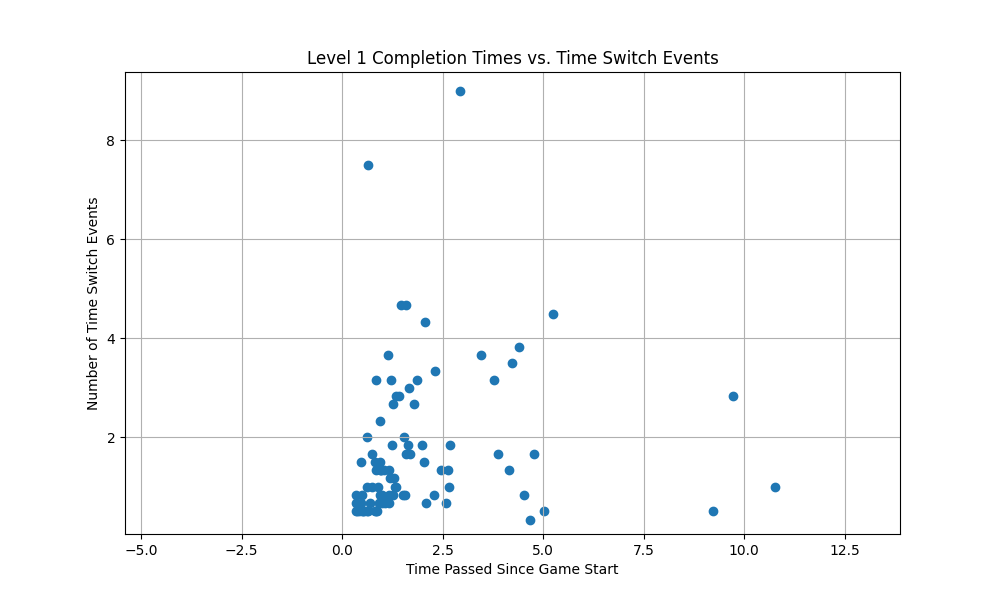 Level 1 Completion Times vs. Time Switch Events
Number of Time Switch Events
8
6
4
2
−5.0 −2.5 0.0 2.5 5.0 7.5 10.0 12.5
Time Passed Since Game Start